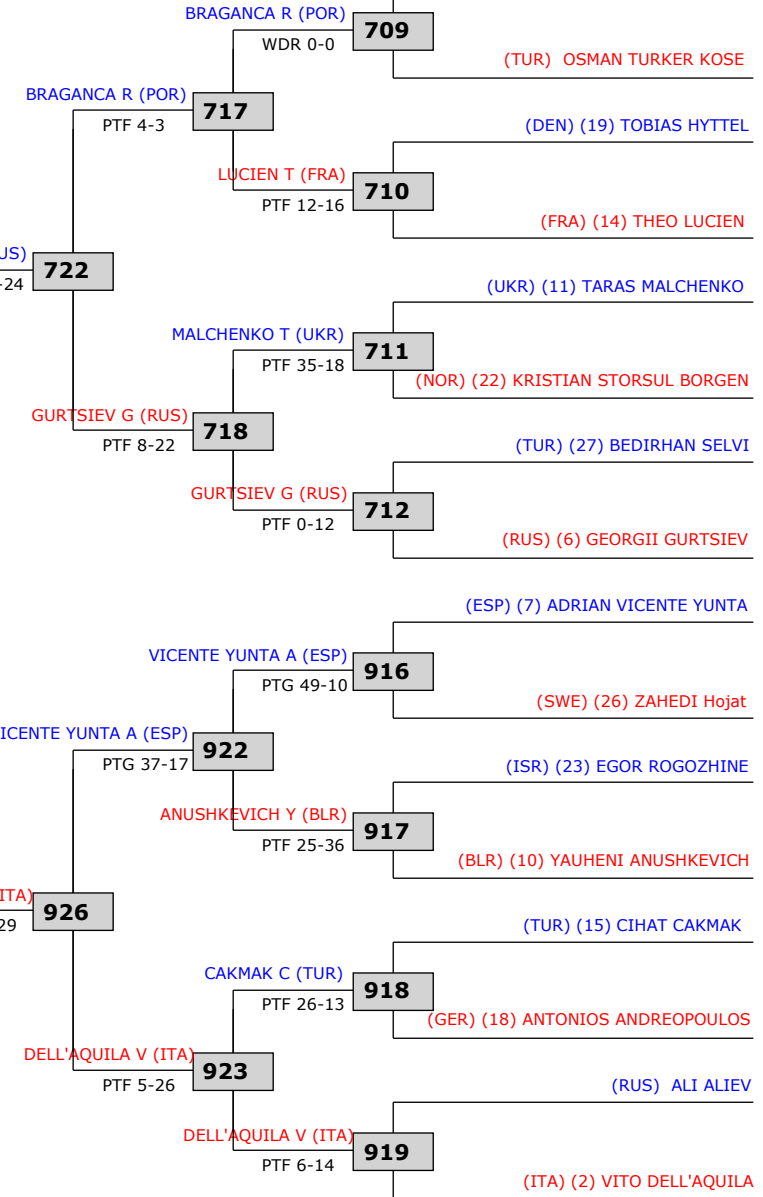 BRAGANCA R (POR)
709
WDR 0-0
(TUR) OSMAN TURKER KOSE
BRAGANCA R (POR)
717
PTF 4-3
(DEN) (19) TOBIAS HYTTEL
LUCIEN T (FRA)
710
PTF 12-16
(FRA) (14) THEO LUCIEN
US)
722
-24
(UKR) (11) TARAS MALCHENKO
MALCHENKO T (UKR)
711
PTF 35-18
(NOR) (22) KRISTIAN STORSUL BORGEN
GURTSIEV G (RUS)
718
PTF 8-22
(TUR) (27) BEDIRHAN SELVI
GURTSIEV G (RUS)
712
PTF 0-12
(RUS) (6) GEORGII GURTSIEV
(ESP) (7) ADRIAN VICENTE YUNTA
VICENTE YUNTA A (ESP)
916
PTG 49-10
(SWE) (26) ZAHEDI Hojat
ICENTE YUNTA A (ESP)
922
PTG 37-17
(ISR) (23) EGOR ROGOZHINE
ANUSHKEVICH Y (BLR)
917
PTF 25-36
(BLR) (10) YAUHENI ANUSHKEVICH
ITA)
926
29
(TUR) (15) CIHAT CAKMAK
CAKMAK C (TUR)
918
PTF 26-13
(GER) (18) ANTONIOS ANDREOPOULOS
DELL'AQUILA V (ITA)
923
PTF 5-26
(RUS) ALI ALIEV
DELL'AQUILA V (ITA)
919
PTF 6-14
(ITA) (2) VITO DELL'AQUILA